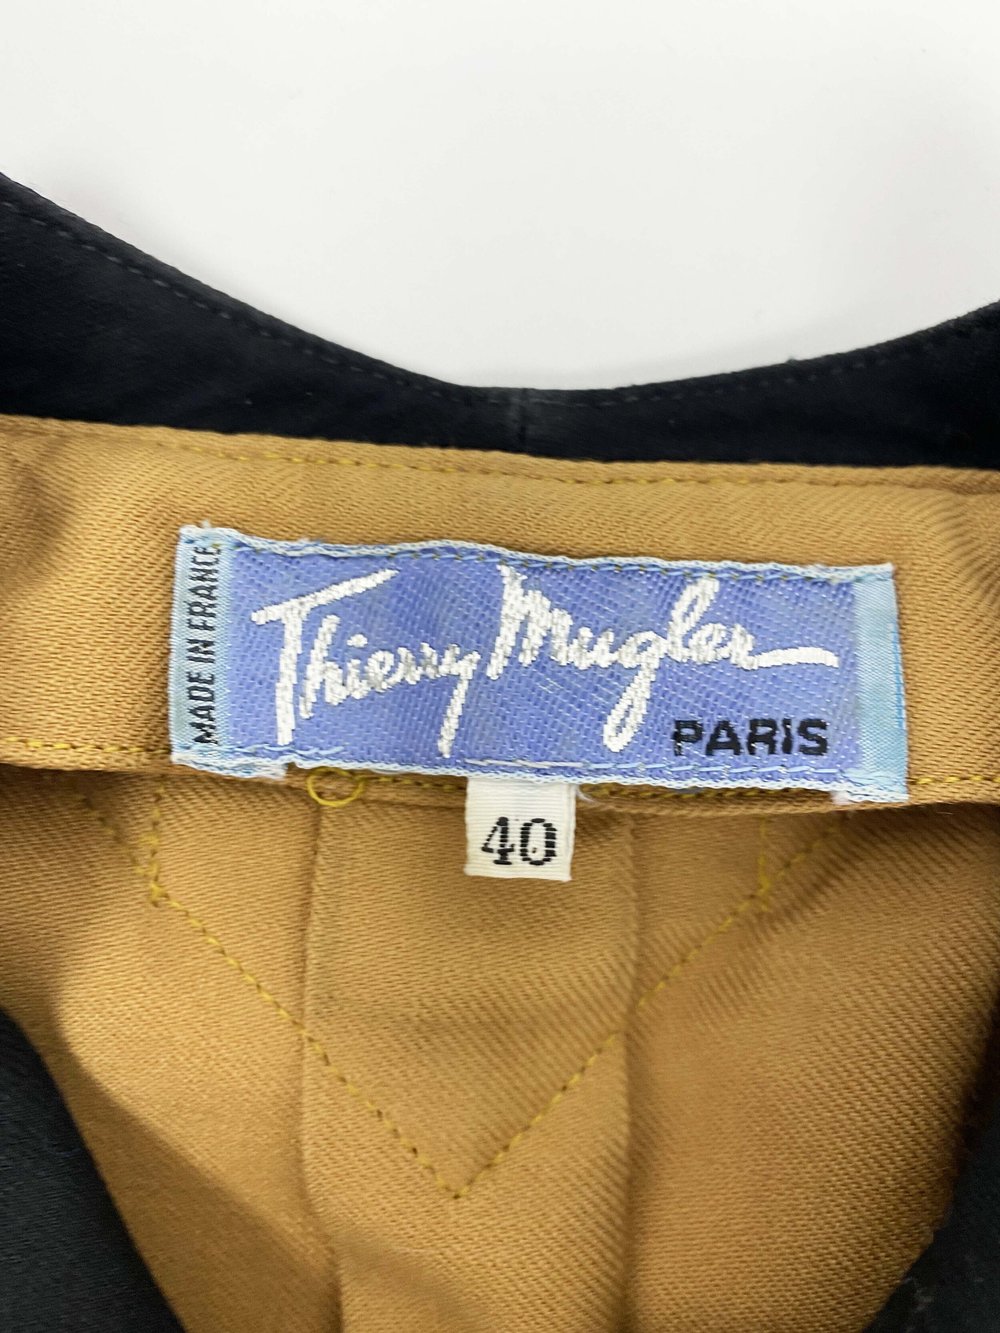 MADE IN FRANCE
Thierry Mugler
PARIS
40